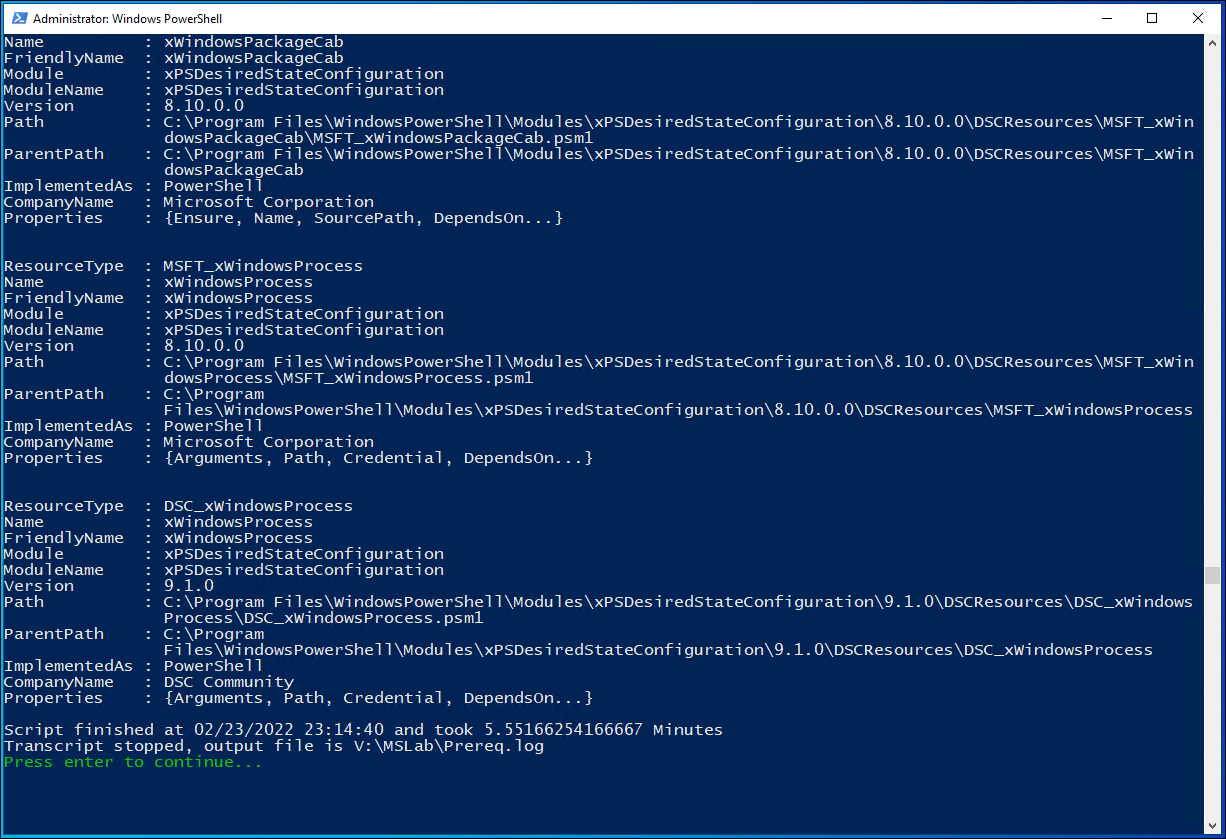 Administrator: Windows PowerShell
Name          : xWindowsPackageCab
FriendlyName  : xWindowsPackageCab
Module        : xPSDesiredStateConfiguration
ModuleName    : xPSDesiredStateConfiguration
Version       : 8.10.0.0
Path          : C:\Program Files\WindowsPowerShell\Modules\xPSDesiredStateConfiguration\8.10.0.0\DSCResources\MSFT_xWin
                dowsPackageCab\MSFT_xWindowsPackageCab.psm1
ParentPath    : C:\Program Files\WindowsPowerShell\Modules\xPSDesiredStateConfiguration\8.10.0.0\DSCResources\MSFT_xWin
                dowsPackageCab
ImplementedAs : PowerShell
CompanyName   : Microsoft Corporation
Properties    : {Ensure, Name, SourcePath, DependsOn...}
ResourceType  : MSFT_xWindowsProcess
Name          : xWindowsProcess
FriendlyName  : xWindowsProcess
Module        : xPSDesiredStateConfiguration
ModuleName    : xPSDesiredStateConfiguration
Version       : 8.10.0.0
Path          : C:\Program Files\WindowsPowerShell\Modules\xPSDesiredStateConfiguration\8.10.0.0\DSCResources\MSFT_xWin
                dowsProcess\MSFT_xWindowsProcess.psm1
ParentPath    : C:\Program
                Files\WindowsPowerShell\Modules\xPSDesiredStateConfiguration\8.10.0.0\DSCResources\MSFT_xWindowsProcess
ImplementedAs : PowerShell
CompanyName   : Microsoft Corporation
Properties    : {Arguments, Path, Credential, DependsOn...}
ResourceType  : DSC_xWindowsProcess
Name          : xWindowsProcess
FriendlyName  : xWindowsProcess
Module        : xPSDesiredStateConfiguration
ModuleName    : xPSDesiredStateConfiguration
Version       : 9.1.0
Path          : C:\Program Files\WindowsPowerShell\Modules\xPSDesiredStateConfiguration\9.1.0\DSCResources\DSC_xWindows
                Process\DSC_xWindowsProcess.psm1
ParentPath    : C:\Program
                Files\WindowsPowerShell\Modules\xPSDesiredStateConfiguration\9.1.0\DSCResources\DSC_xWindowsProcess
ImplementedAs : PowerShell
CompanyName   : DSC Community
Properties    : {Arguments, Path, Credential, DependsOn...}
Script finished at 02/23/2022 23:14:40 and took 5.55166254166667 Minutes
Transcript stopped, output file is V:\MSLab\Prereq.log
Press enter to continue...